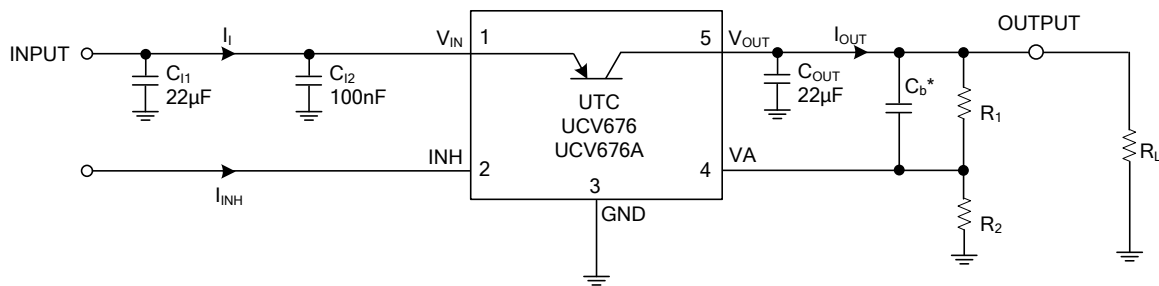 INPUT
I_I
C_I1
22µF
C_I2
100nF
V_IN
1
5
V_OUT
I_OUT
OUTPUT
C_OUT
22µF
C_b*
R_1
R_L
UTC
UCV676
UCV676A
INH
2
4
VA
I_INH
3
GND
R_2